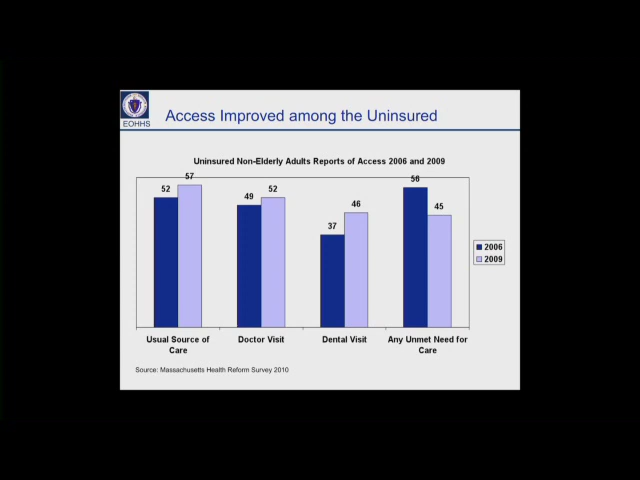 EOHHS
Access Improved among the Uninsured
Uninsured Non-Elderly Adults Reports of Access 2006 and 2009
52
57
49
52
37
46
56
45
2006
2009
Usual Source of
Care
Doctor Visit
Dental Visit
Any Unmet Need for
Care
Source: Massachusetts Health Reform Survey 2010